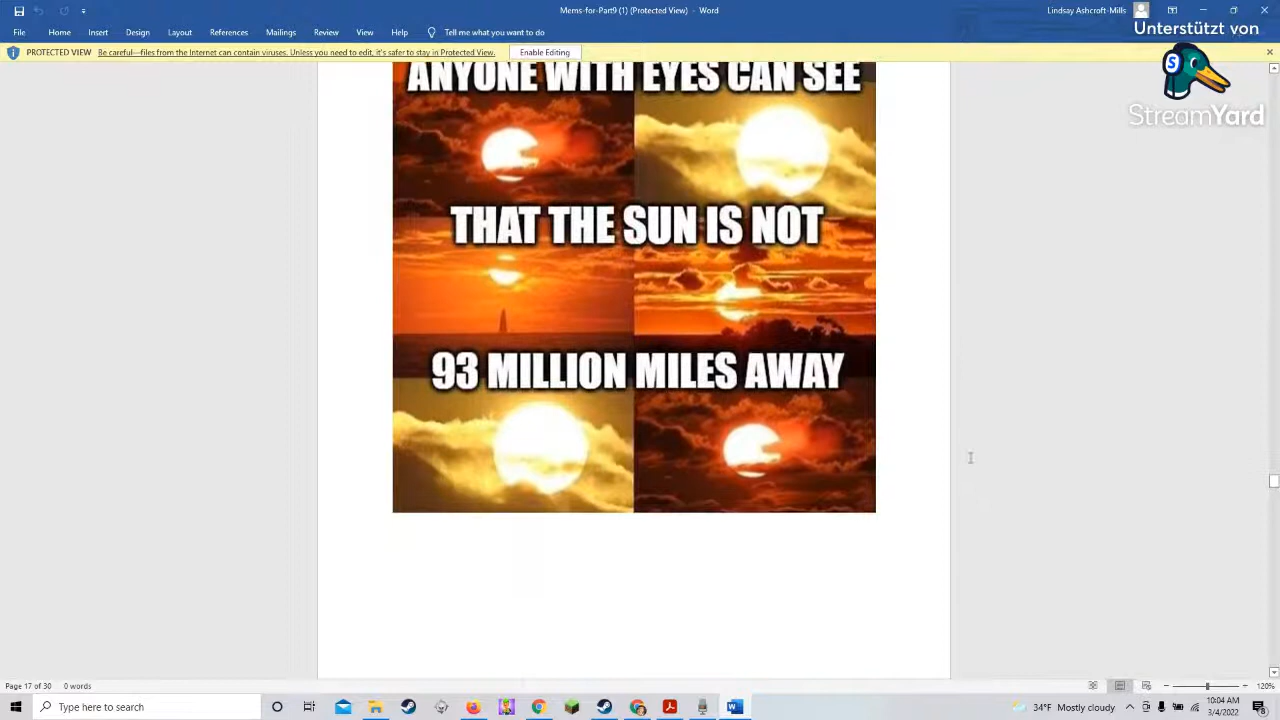 Mems-for-Part9 (1) (Protected View) - Word
Lindsay Ashcroft-Mills
Unterstützt von
File Home Insert Draw Design Layout References Mailings Review View Help Tell me what you want to do
PROTECTED VIEW Be careful—files from the Internet can contain viruses. Unless you need to edit, it's safer to stay in Protected View. Enable Editing
S
StreamYard
ANYONE WITH EYES CAN SEE
THAT THE SUN IS NOT
93 MILLION MILES AWAY
Page 17 of 30 0 words
120%
Type here to search
34°F Mostly cloudy
10:04 AM
3/4/2022